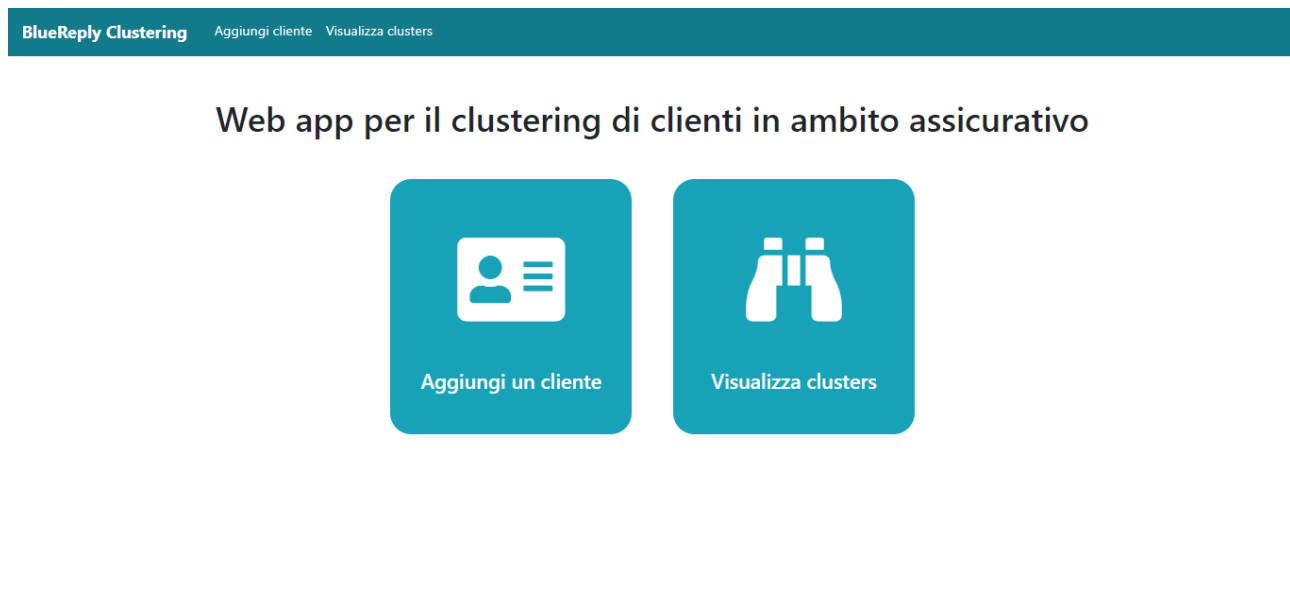 BlueReply Clustering Aggiungi cliente Visualizza clusters
Web app per il clustering di clienti in ambito assicurativo
Aggiungi un cliente
Visualizza clusters